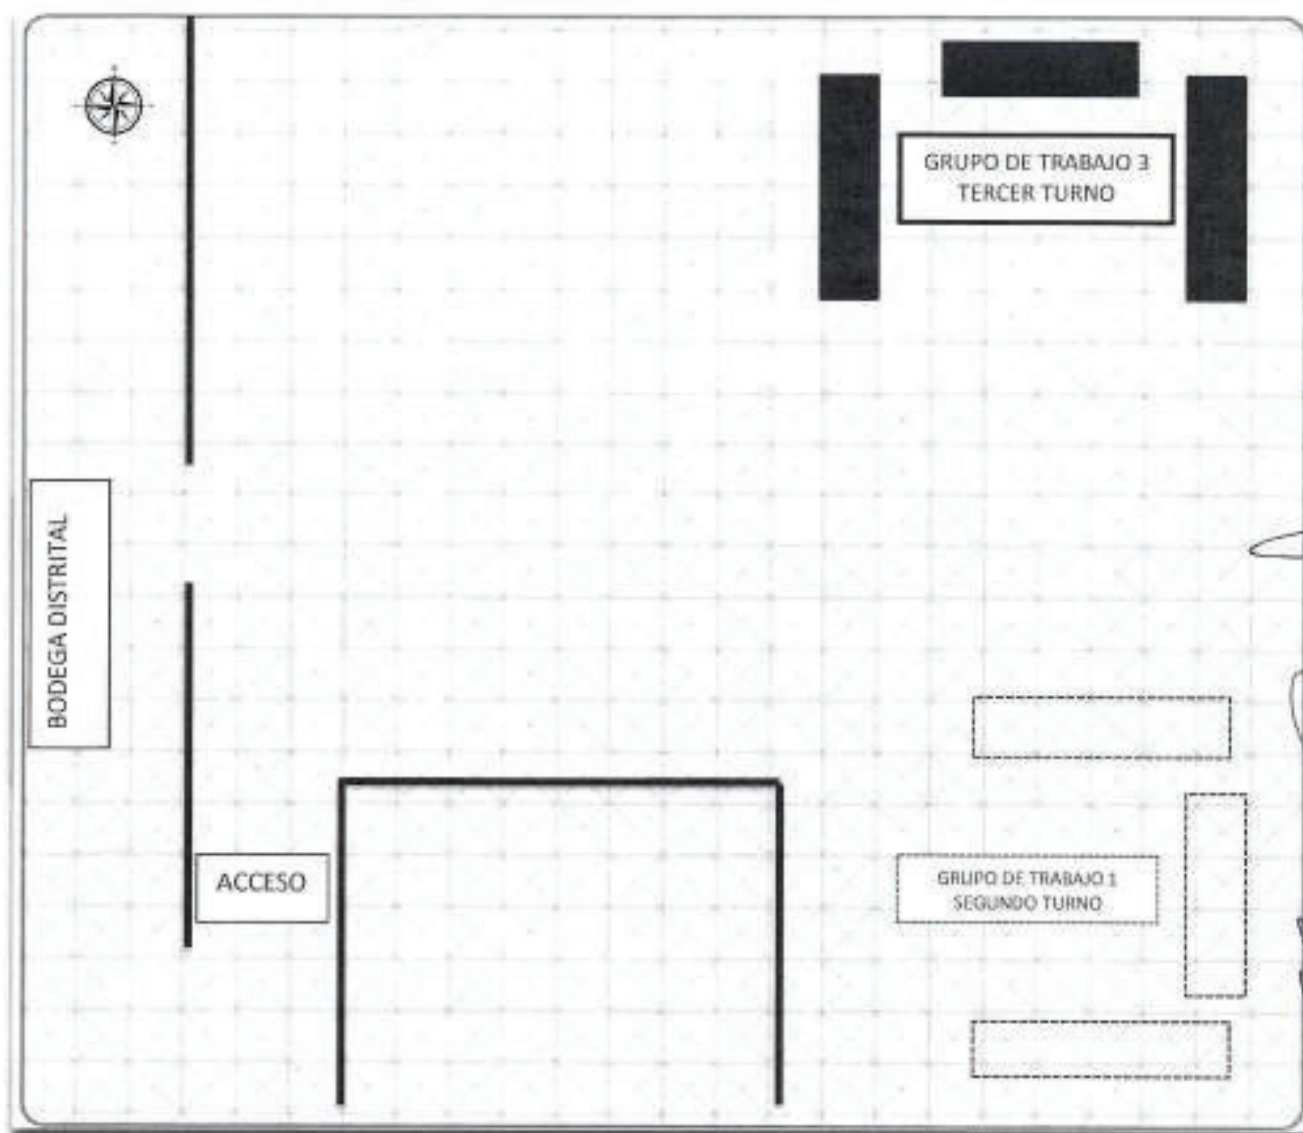 GRUPO DE TRABAJO 3
TERCER TURNO
BODEGA DISTRITAL
ACCESO
GRUPO DE TRABAJO 1
SEGUNDO TURNO